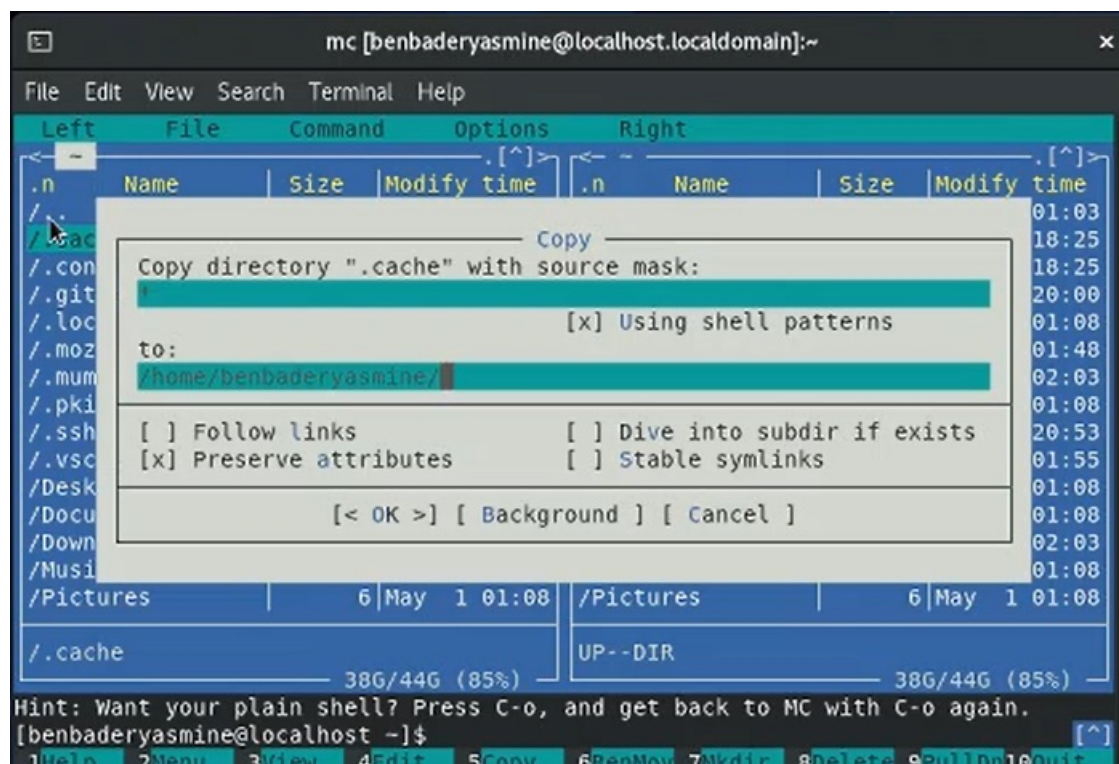 mc [benbaderyasmine@localhost.localdomain]:~ ×
File Edit View Search Terminal Help
Left File Command Options Right
<- ~ .[^]> <- ~ .[^]>
.n Name Size Modify time .n Name Size Modify time
/.. 01:03
/.cac 18:25
/.con 18:25
/.git 20:00
/.loc 01:08
/.moz 01:48
/.mum 02:03
/.pki 01:08
/.ssh 20:53
/.vsc 01:55
/Desk 01:08
/Docu 01:08
/Down 02:03
/Musi 01:08
Copy
Copy directory ".cache" with source mask:
*
[x] Using shell patterns
to:
/home/benbaderyasmine/
[ ] Follow links [ ] Dive into subdir if exists
[x] Preserve attributes [ ] Stable symlinks
[< OK >] [ Background ] [ Cancel ]
/Pictures 6 May 1 01:08 /Pictures 6 May 1 01:08
/.cache UP--DIR
38G/44G (85%) 38G/44G (85%)
Hint: Want your plain shell? Press C-o, and get back to MC with C-o again.
[benbaderyasmine@localhost ~]$ [^]
1Help 2Menu 3View 4Edit 5Copy 6RenMov 7Mkdir 8Delete 9PullDn 10Quit